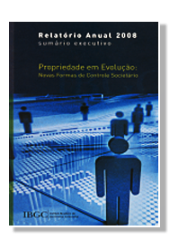 Relatório Anual 2008
sumário executivo
Propriedade em Evolução:
Novas Formas de Controle Societário
IBGC